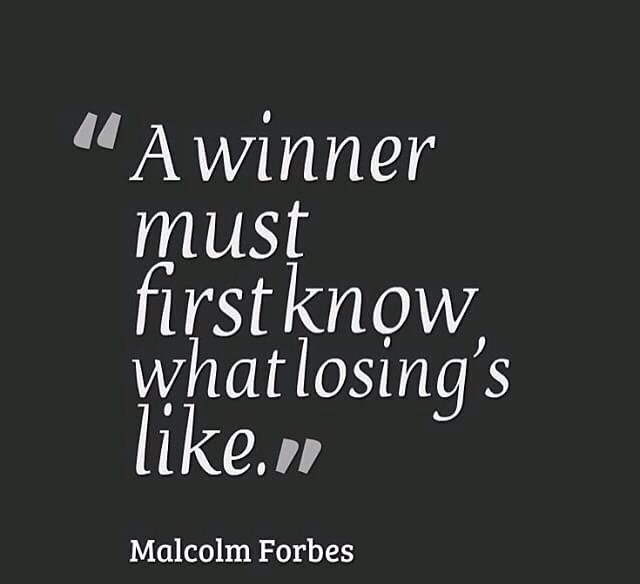 “A winner
must
first know
what losing’s
like.”
Malcolm Forbes